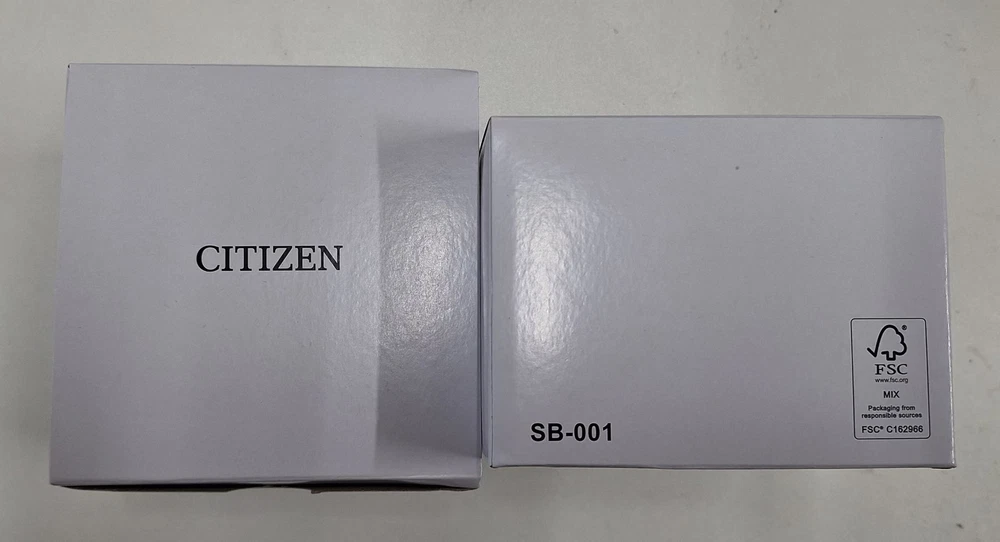 CITIZEN
SB-001
®
FSC
www.fsc.org
MIX
Packaging from
responsible sources
FSC® C162966